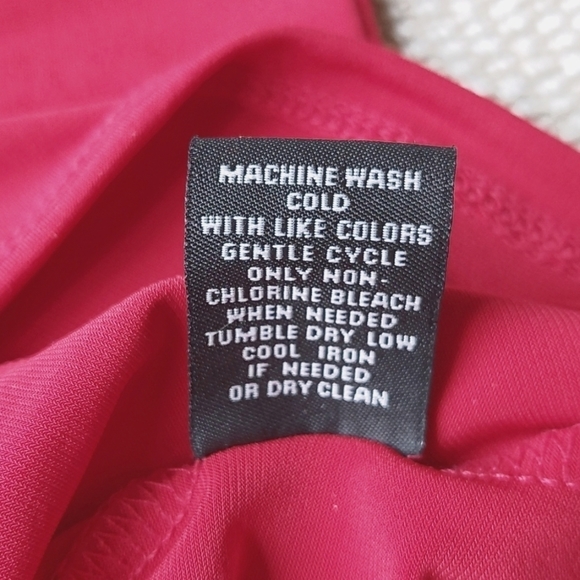 MACHINE WASH
COLD
WITH LIKE COLORS
GENTLE CYCLE
ONLY NON-
CHLORINE BLEACH
WHEN NEEDED
TUMBLE DRY LOW
COOL IRON
IF NEEDED
OR DRY CLEAN